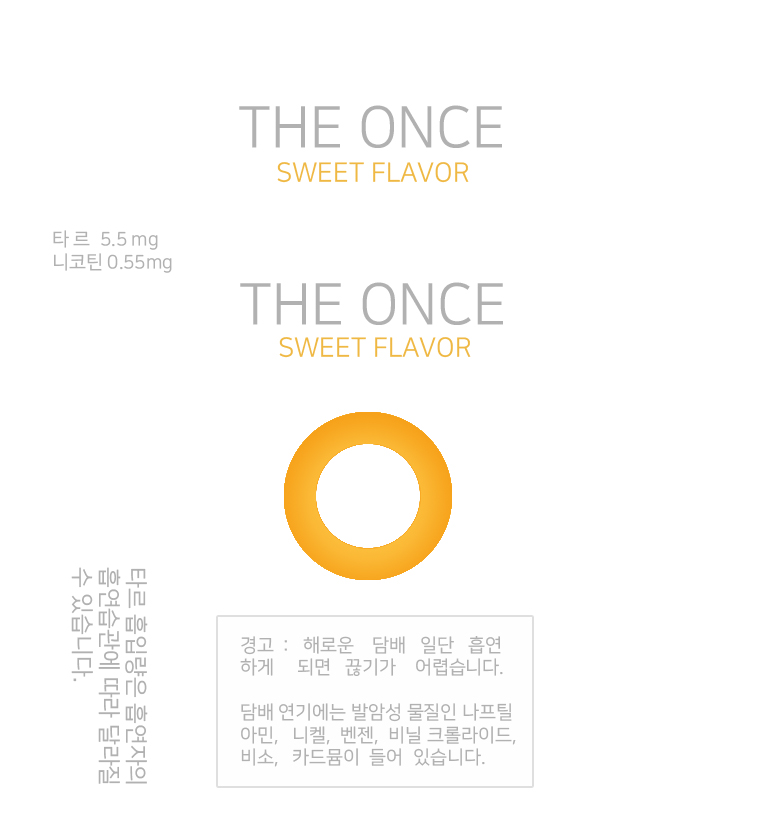 THE ONCE
SWEET FLAVOR
타 르 5.5 mg
니코틴 0.55mg
THE ONCE
SWEET FLAVOR
타르 흡입량은 흡연자의
흡연습관에 따라 달라질
수 있습니다.
경고 : 해로운 담배 일단 흡연
하게 되면 끊기가 어렵습니다.
담배 연기에는 발암성 물질인 나프틸
아민, 니켈, 벤젠, 비닐 크롤라이드,
비소, 카드뮴이 들어 있습니다.